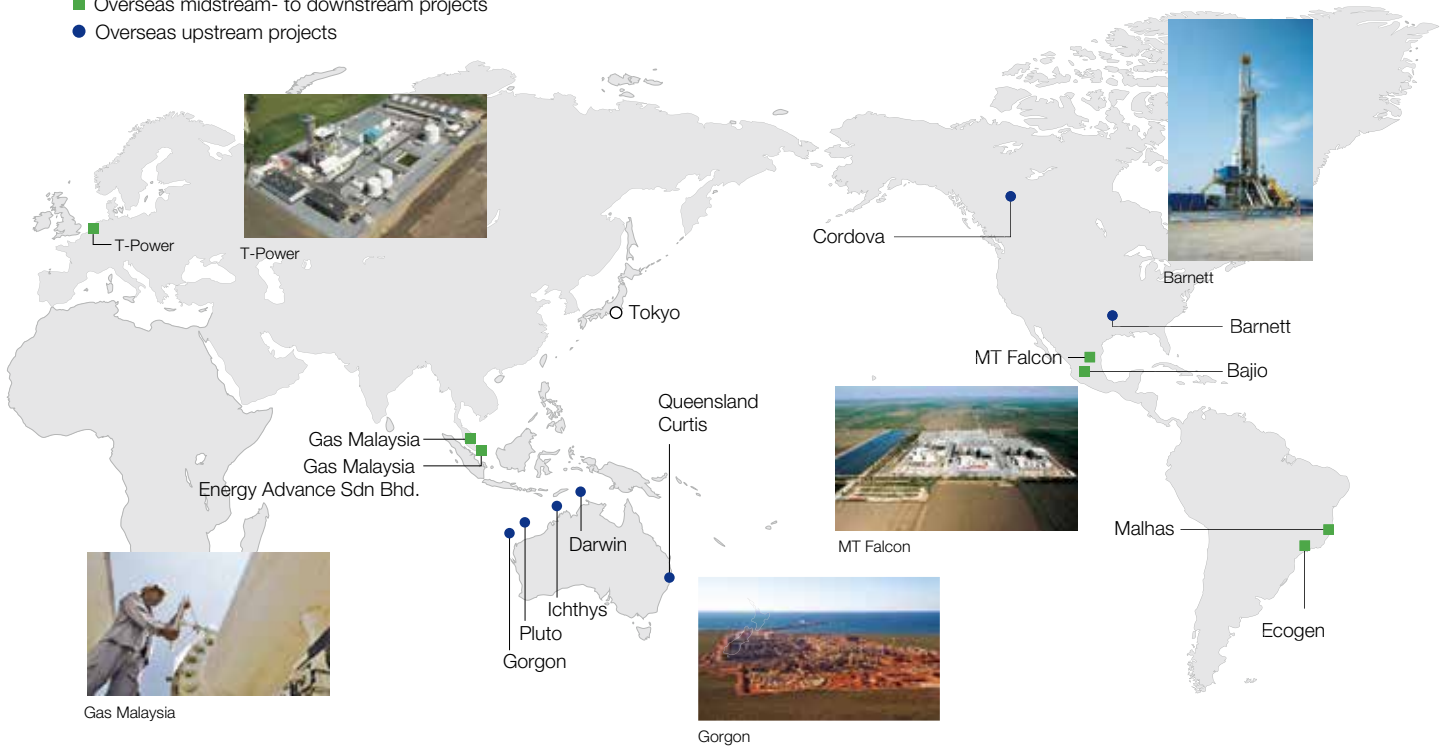 Overseas midstream- to downstream projects
Overseas upstream projects
T-Power
T-Power
Tokyo
Cordova
Barnett
Barnett
MT Falcon
Bajio
Queensland
Curtis
Gas Malaysia
Gas Malaysia
Energy Advance Sdn Bhd.
Darwin
Ichthys
Pluto
Gorgon
MT Falcon
Malhas
Ecogen
Gas Malaysia
Gorgon